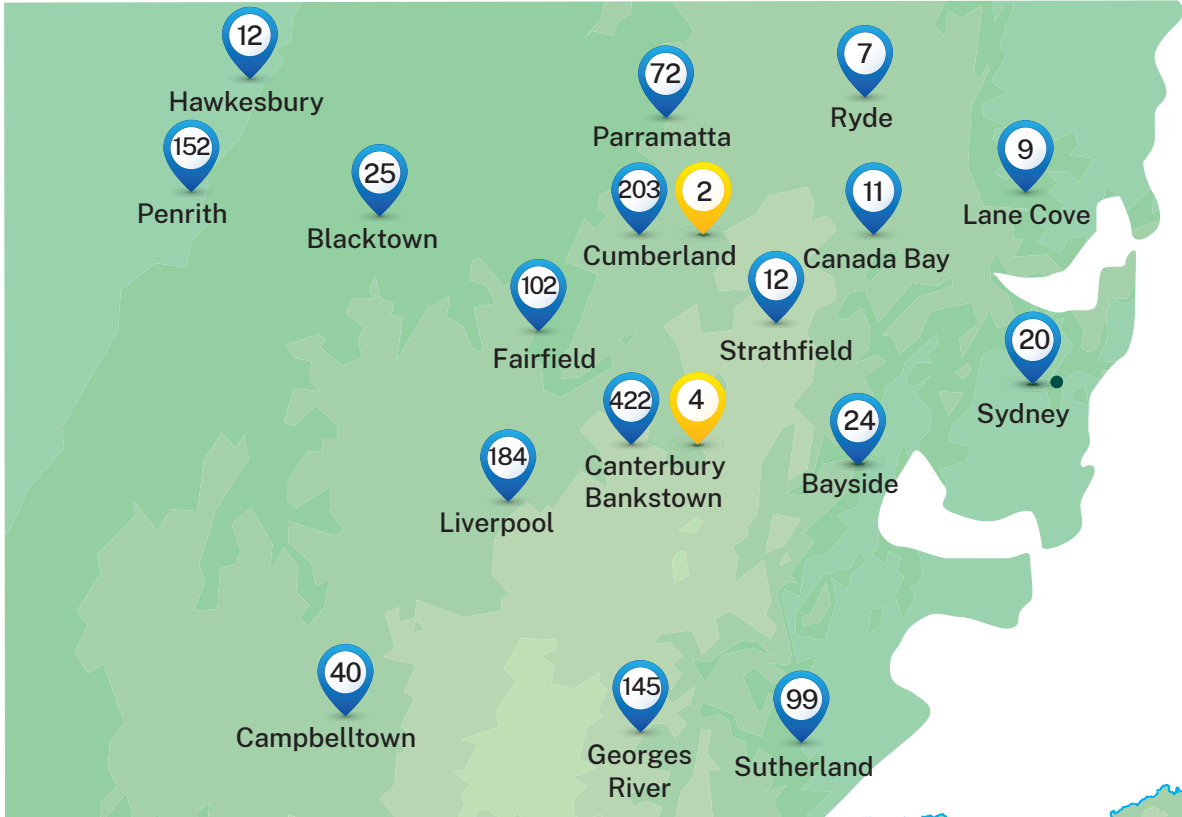 12
Hawkesbury
72
Parramatta
7
Ryde
152
Penrith
25
Blacktown
203
2
Cumberland
11
Canada Bay
9
Lane Cove
102
Fairfield
12
Strathfield
20
Sydney
184
Liverpool
422
4
Canterbury
Bankstown
24
Bayside
40
Campbelltown
145
Georges
River
99
Sutherland